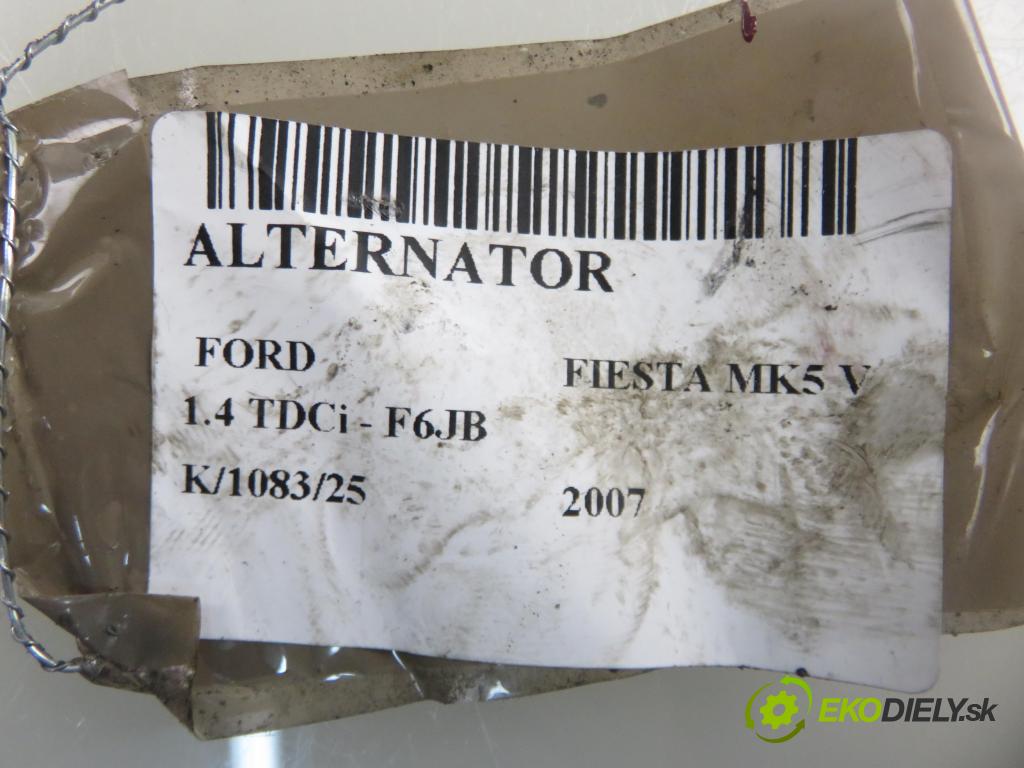 ALTERNATOR
FORD FIESTA MK5 V
1.4 TDCi - F6JB
K/1083/25 2007
EKODIELY.sk